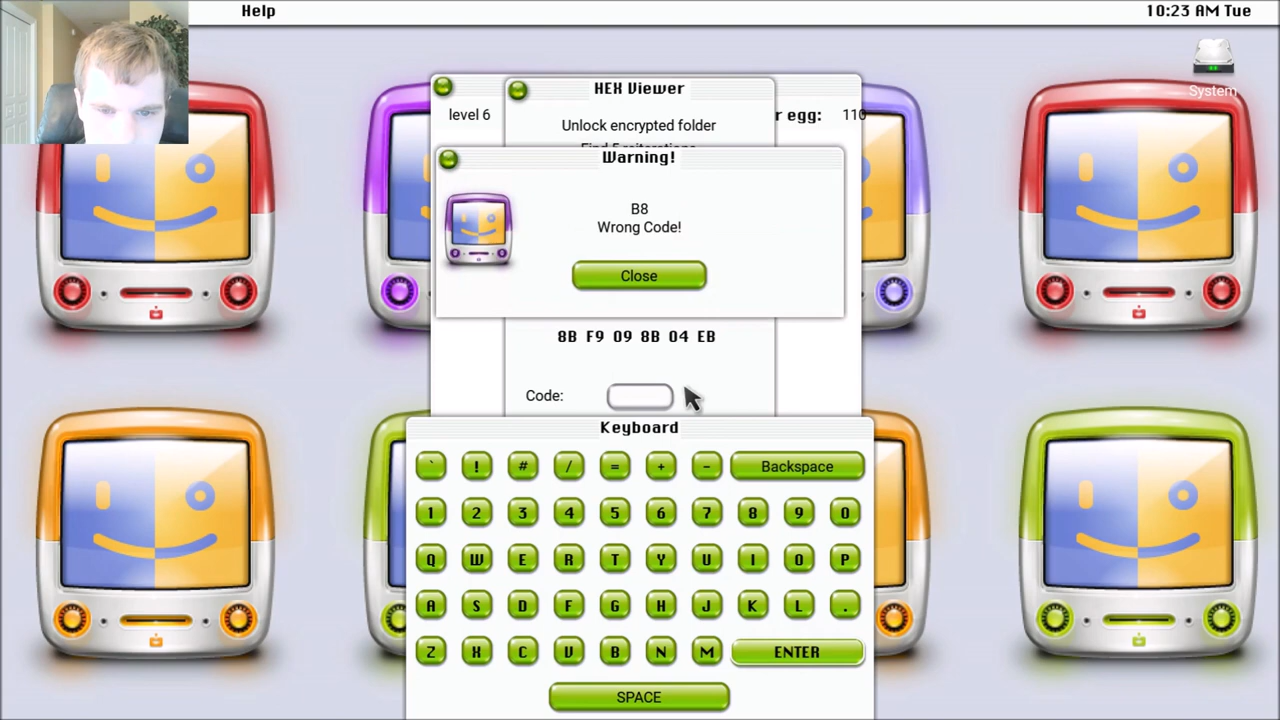 Help
10:23 AM Tue
System
HEX Viewer
level 6
r egg: 110
Unlock encrypted folder
Warning!
B8
Wrong Code!
Close
8B F9 09 8B 04 EB
Code:
Keyboard
` ! # / = + - Backspace
1 2 3 4 5 6 7 8 9 0
Q W E R T Y U I O P
A S D F G H J K L .
Z X C V B N M ENTER
SPACE